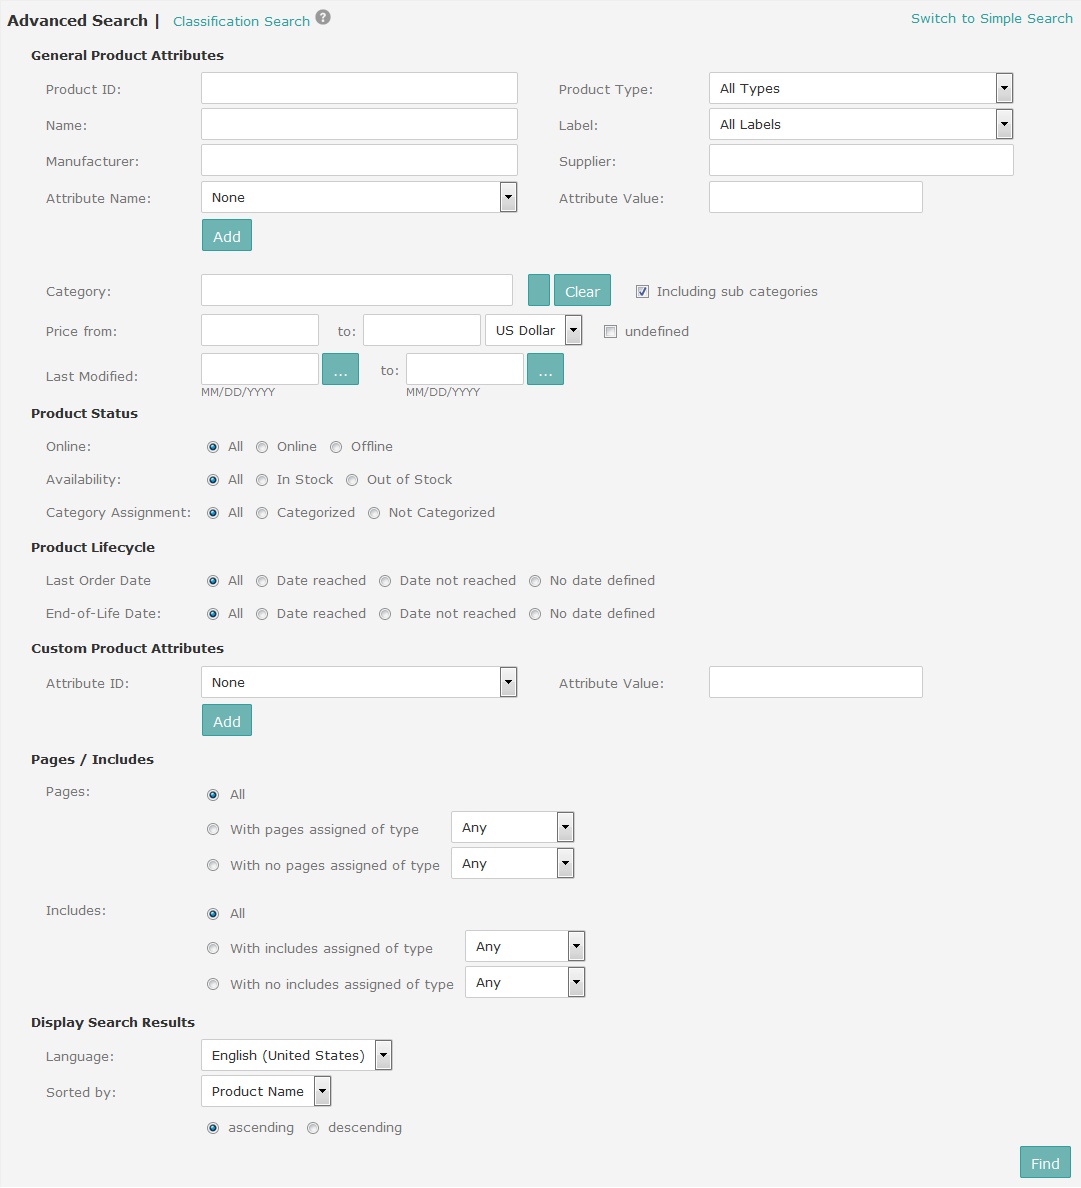 Advanced Search | Classification Search ? Switch to Simple Search
General Product Attributes
Product ID: Product Type: All Types
Name: Label: All Labels
Manufacturer: Supplier:
Attribute Name: None Attribute Value:
Add
Category: Clear Including sub categories
Price from: to: US Dollar undefined
Last Modified: ... to: ...
MM/DD/YYYY MM/DD/YYYY
Product Status
Online: All Online Offline
Availability: All In Stock Out of Stock
Category Assignment: All Categorized Not Categorized
Product Lifecycle
Last Order Date All Date reached Date not reached No date defined
End-of-Life Date: All Date reached Date not reached No date defined
Custom Product Attributes
Attribute ID: None Attribute Value:
Add
Pages / Includes
Pages: All
With pages assigned of type Any
With no pages assigned of type Any
Includes: All
With includes assigned of type Any
With no includes assigned of type Any
Display Search Results
Language: English (United States)
Sorted by: Product Name
ascending descending
Find